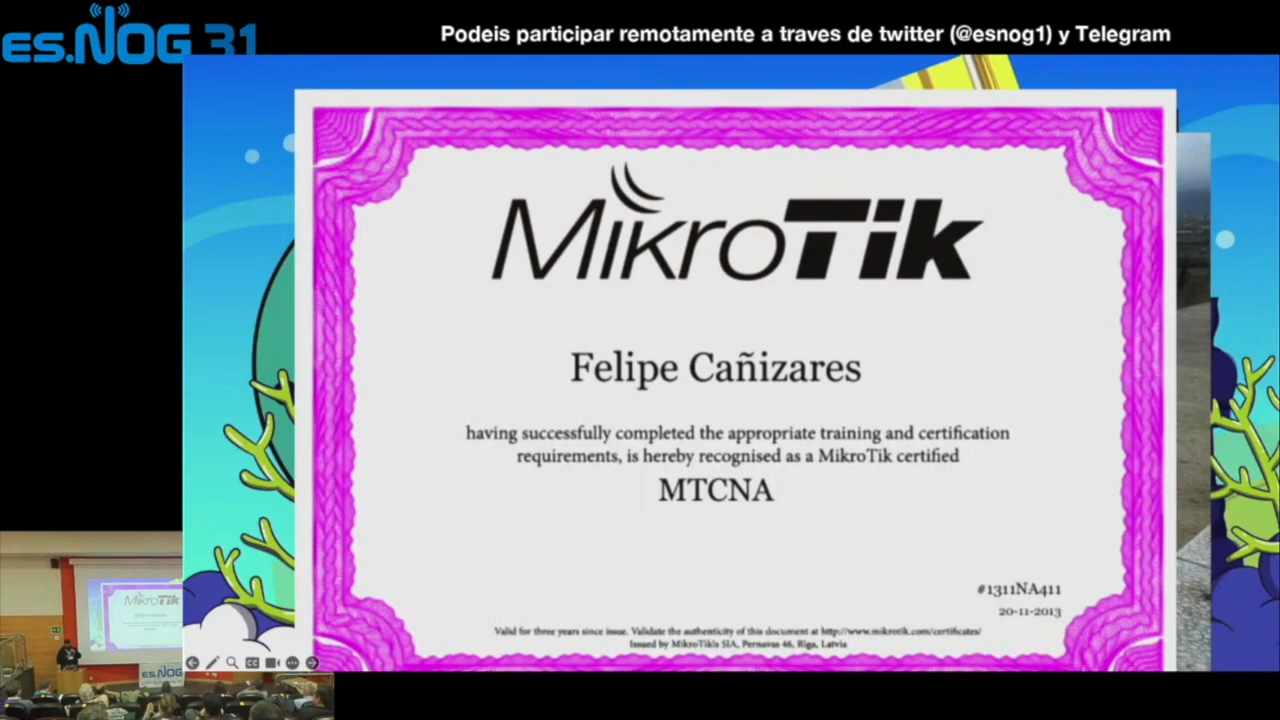 es.NOG 31
Podeis participar remotamente a traves de twitter (@esnog1) y Telegram
MikroTik
Felipe Cañizares
having successfully completed the appropriate training and certification
requirements, is hereby recognised as a MikroTik certified
MTCNA
#1311NA411
20-11-2013
Valid for three years since issue. Validate the authenticity of this document at http://www.mikrotik.com/certificates/
Issued by MikroTikls SIA, Pernavas 46, Riga, Latvia
MikroTik
es.NOG